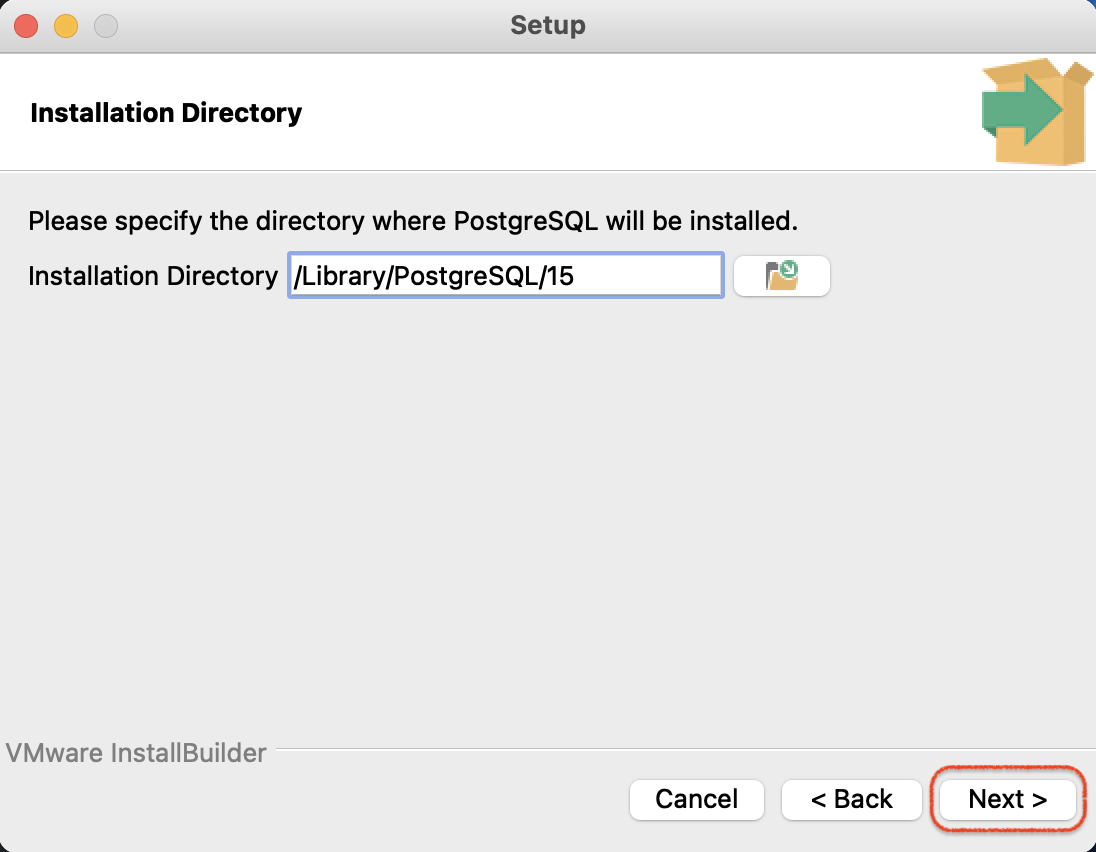 Setup
Installation Directory
Please specify the directory where PostgreSQL will be installed.
Installation Directory /Library/PostgreSQL/15
VMware InstallBuilder
Cancel < Back Next >